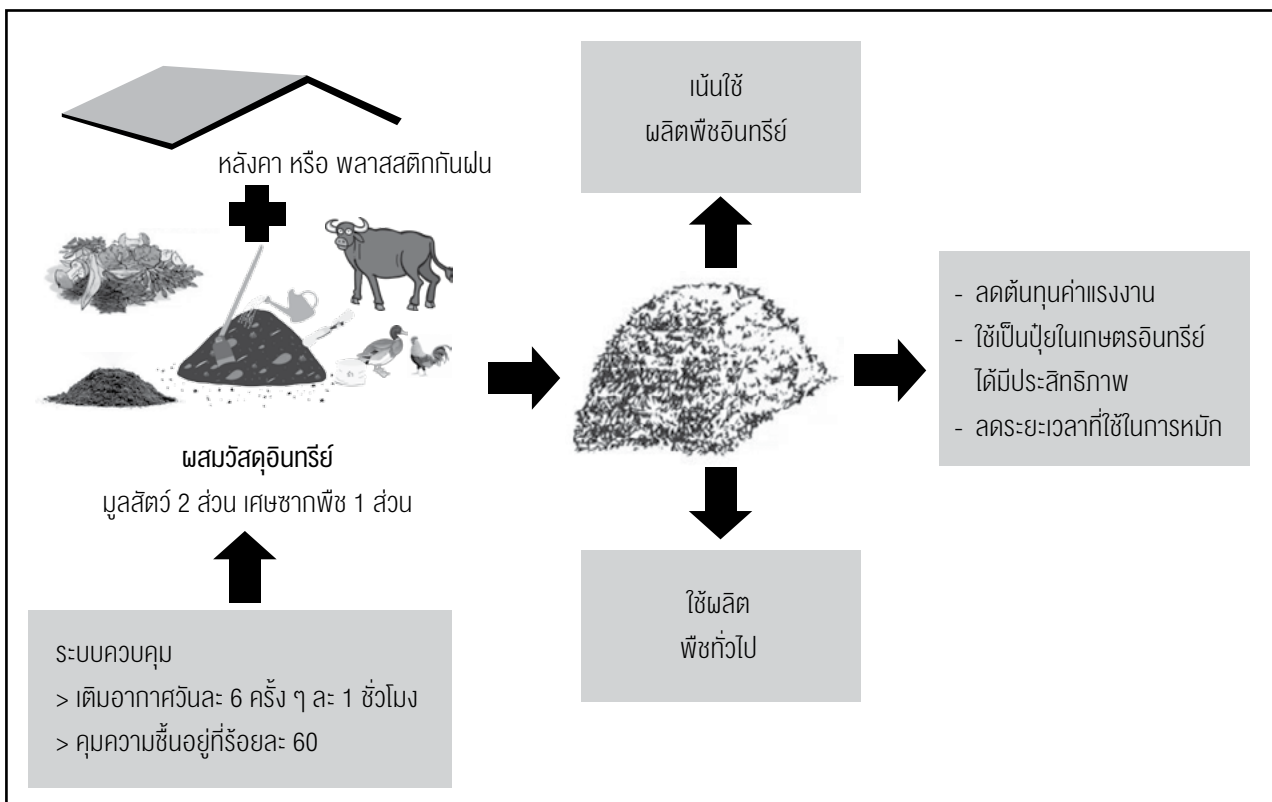 หลังคา หรือ พลาสสติกกันฝน
ผสมวัสดุอินทรีย์
มูลสัตว์ 2 ส่วน เศษซากพืช 1 ส่วน
ระบบควบคุม
> เติมอากาศวันละ 6 ครั้ง ๆ ละ 1 ชั่วโมง
> คุมความชื้นอยู่ที่ร้อยละ 60
เน้นใช้
ผลิตพืชอินทรีย์
ใช้ผลิต
พืชทั่วไป
- ลดต้นทุนค่าแรงงาน
- ใช้เป็นปุ๋ยในเกษตรอินทรีย์
ได้มีประสิทธิภาพ
- ลดระยะเวลาที่ใช้ในการหมัก